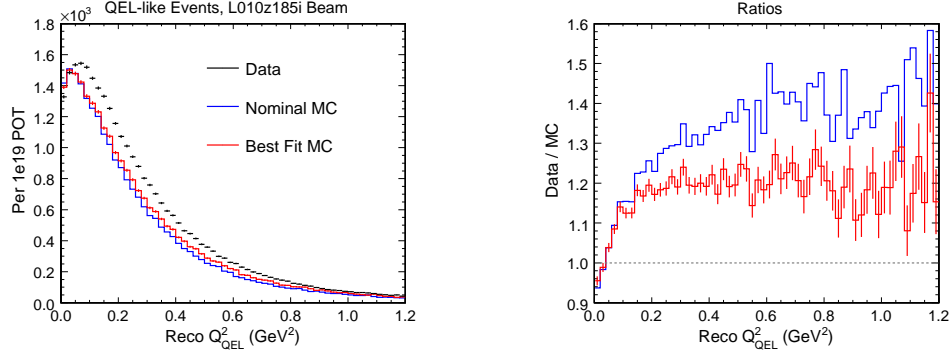 QEL-like Events, L010z185i Beam
×10³
Per 1e19 POT
1.8
1.6
1.4
1.2
1.0
0.8
0.6
0.4
0.2
0.0
Data
Nominal MC
Best Fit MC
0.0 0.2 0.4 0.6 0.8 1.0 1.2
Reco Q²QEL (GeV²)
Ratios
Data / MC
1.6
1.5
1.4
1.3
1.2
1.1
1.0
0.9
0.0 0.2 0.4 0.6 0.8 1.0 1.2
Reco Q²QEL (GeV²)